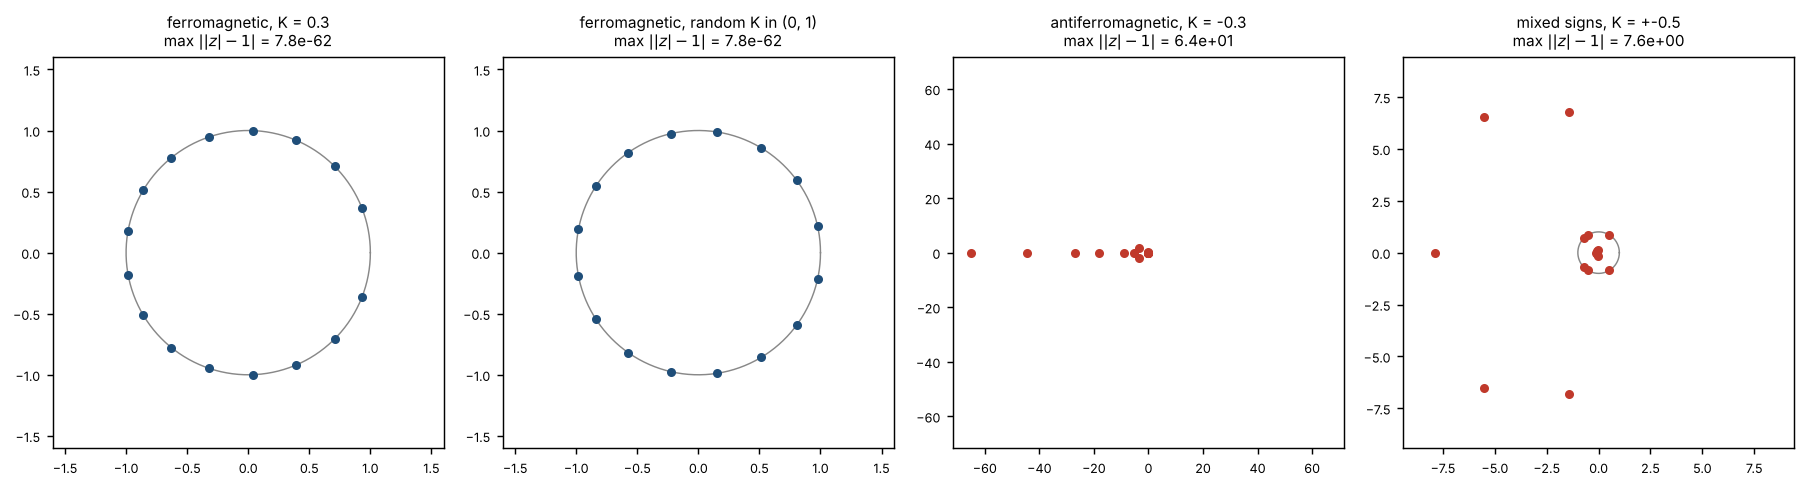 ferromagnetic, K = 0.3
max ||z| − 1| = 7.8e-62
1.5
1.0
0.5
0.0
−0.5
−1.0
−1.5
−1.5 −1.0 −0.5 0.0 0.5 1.0 1.5
ferromagnetic, random K in (0, 1)
max ||z| − 1| = 7.8e-62
1.5
1.0
0.5
0.0
−0.5
−1.0
−1.5
−1.5 −1.0 −0.5 0.0 0.5 1.0 1.5
antiferromagnetic, K = -0.3
max ||z| − 1| = 6.4e+01
60
40
20
0
−20
−40
−60
−60 −40 −20 0 20 40 60
mixed signs, K = +-0.5
max ||z| − 1| = 7.6e+00
7.5
5.0
2.5
0.0
−2.5
−5.0
−7.5
−7.5 −5.0 −2.5 0.0 2.5 5.0 7.5